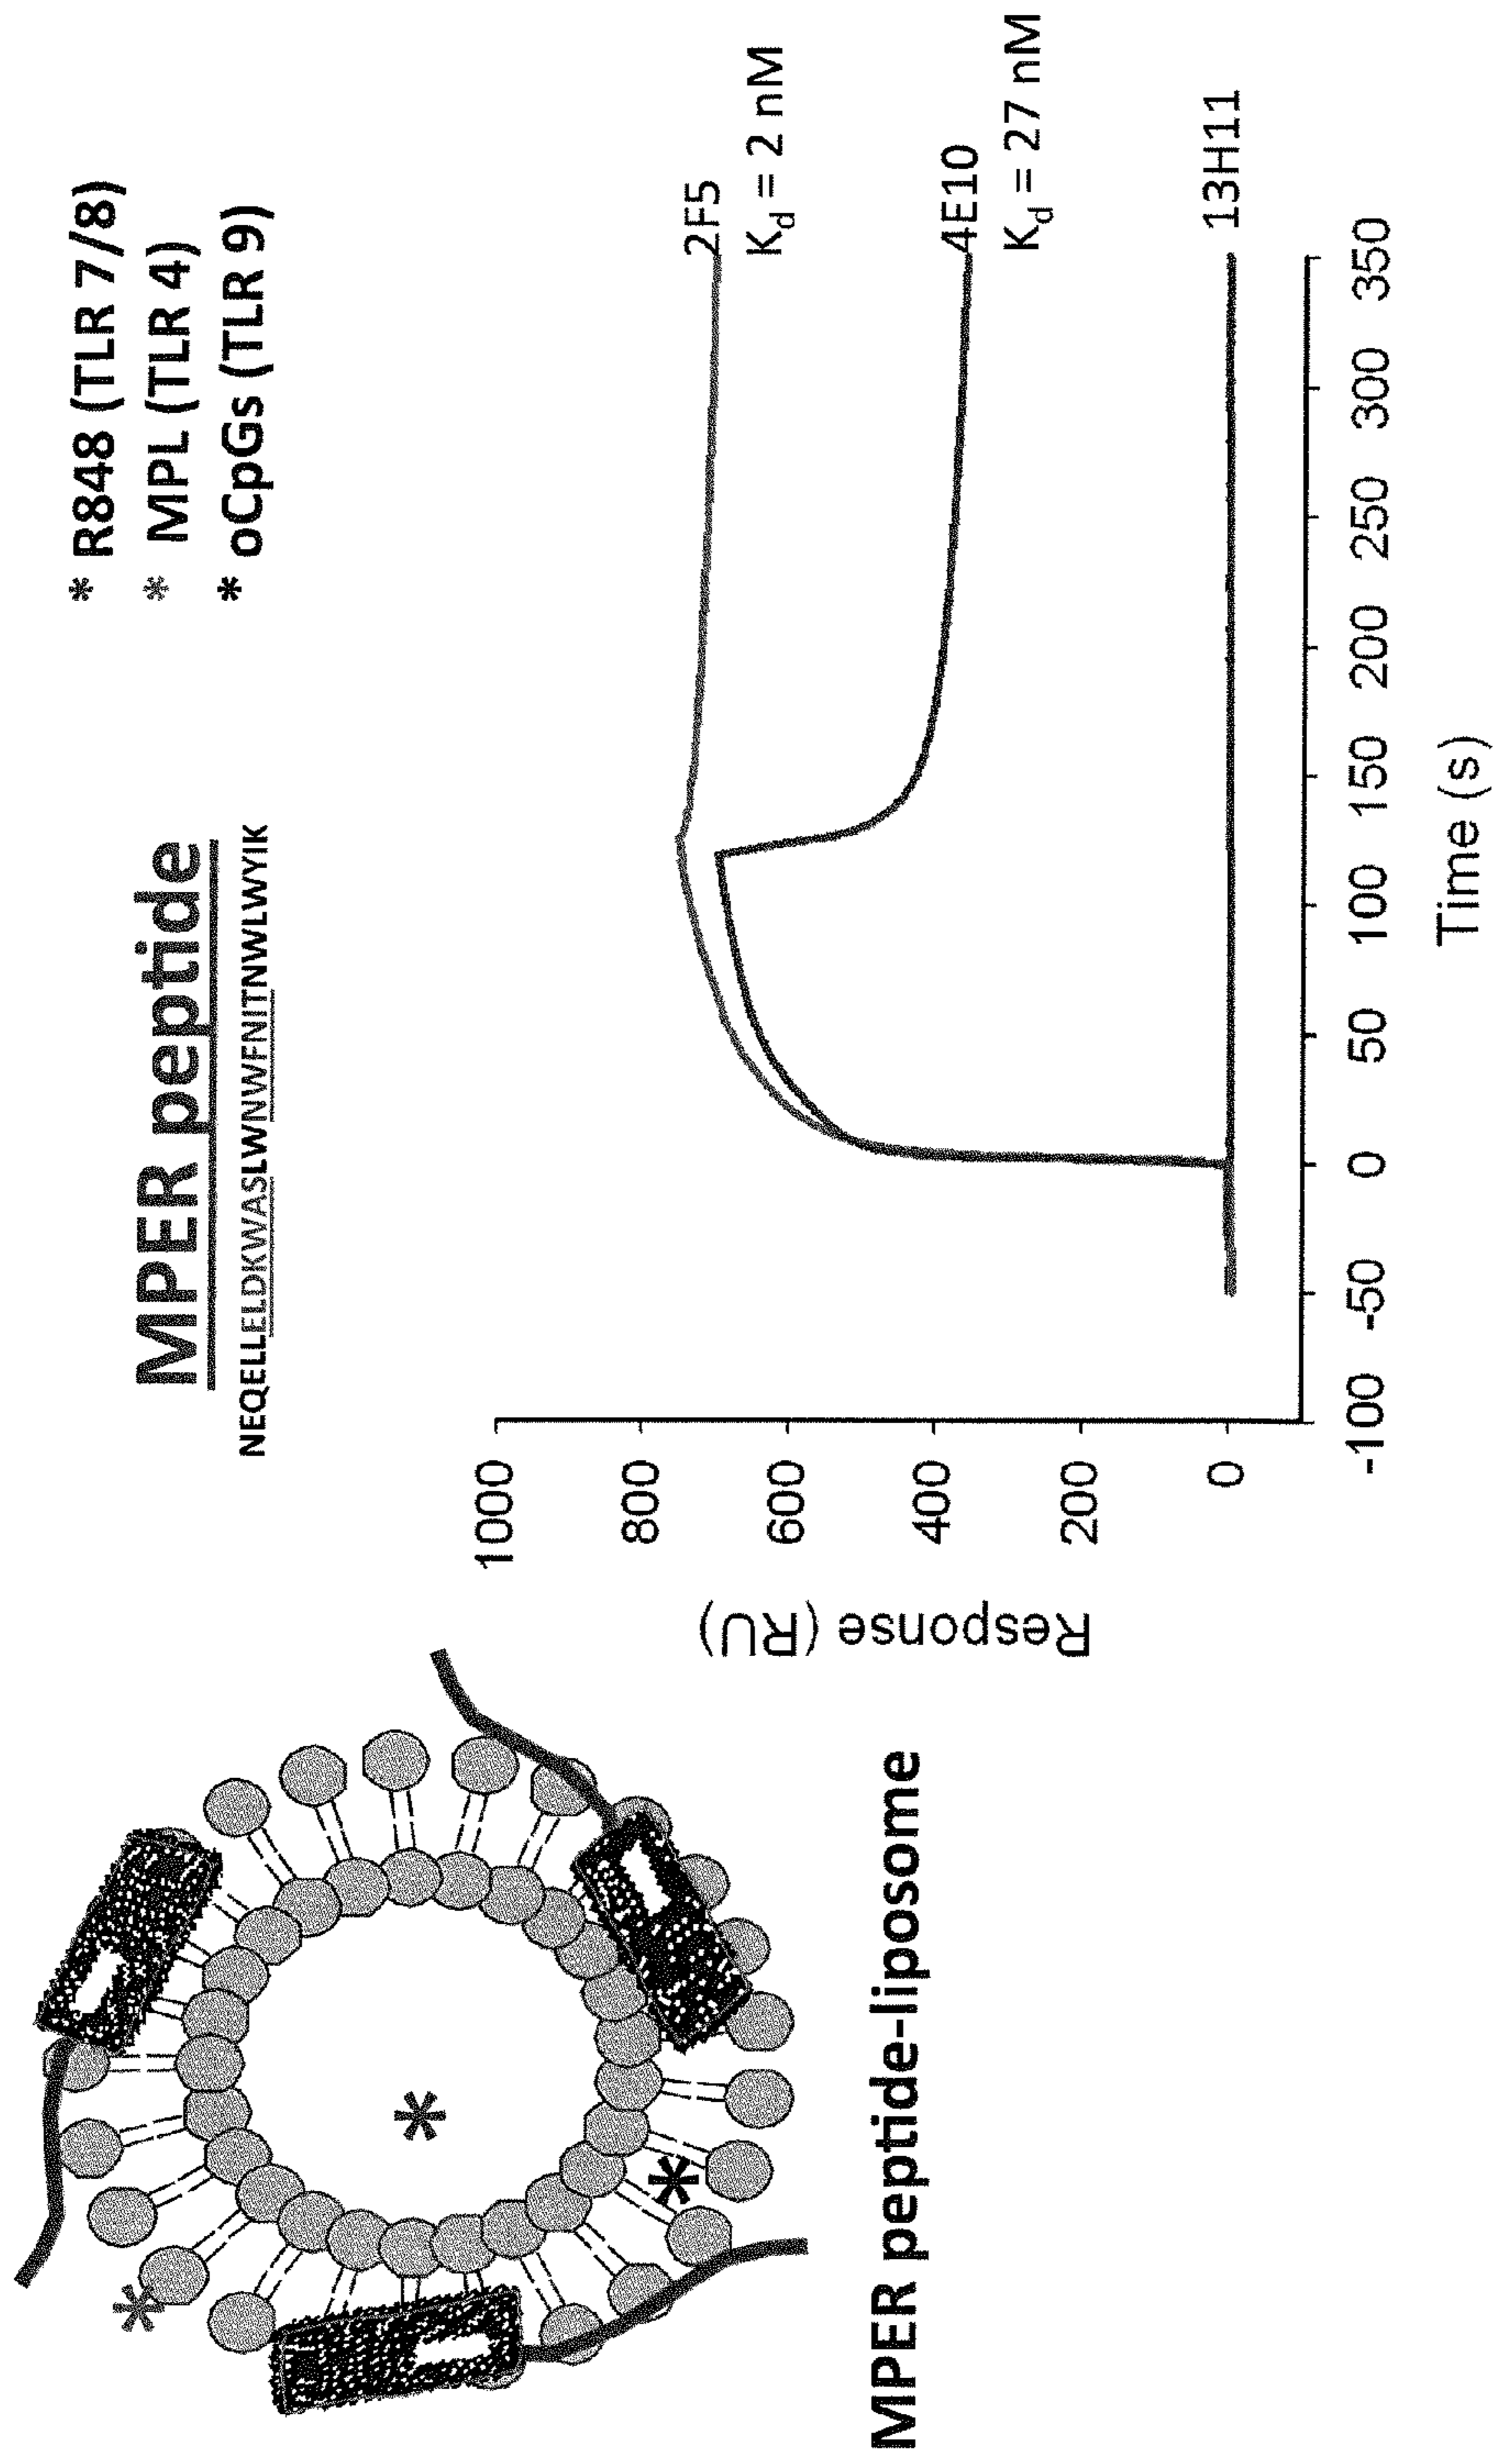 MPER peptide
NEQELLELDKWASLWNWFNITNWLWYIK
* R848 (TLR 7/8)
* MPL (TLR 4)
* oCpGs (TLR 9)
*
*
*
MPER peptide-liposome
Response (RU)
1000
800
600
400
200
0
-100 -50 0 50 100 150 200 250 300 350
Time (s)
2F5
Kd = 2 nM
4E10
Kd = 27 nM
13H11